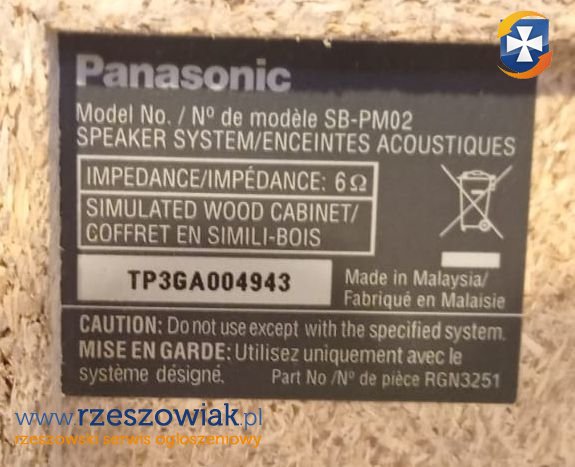 Panasonic
Model No. / Nº de modèle SB-PM02
SPEAKER SYSTEM/ENCEINTES ACOUSTIQUES
IMPEDANCE/IMPÉDANCE: 6Ω
SIMULATED WOOD CABINET/
COFFRET EN SIMILI-BOIS
TP3GA004943
Made in Malaysia/
Fabriqué en Malaisie
CAUTION: Do not use except with the specified system.
MISE EN GARDE: Utilisez uniquement avec le
système désigné. Part No /Nº de pièce RGN3251
www.rzeszowiak.pl
rzeszowski serwis ogłoszeniowy